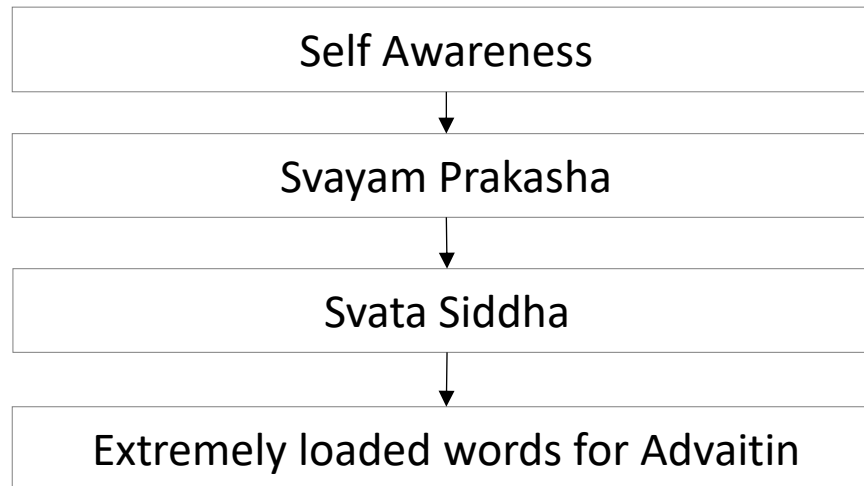 Self Awareness
Svayam Prakasha
Svata Siddha
Extremely loaded words for Advaitin